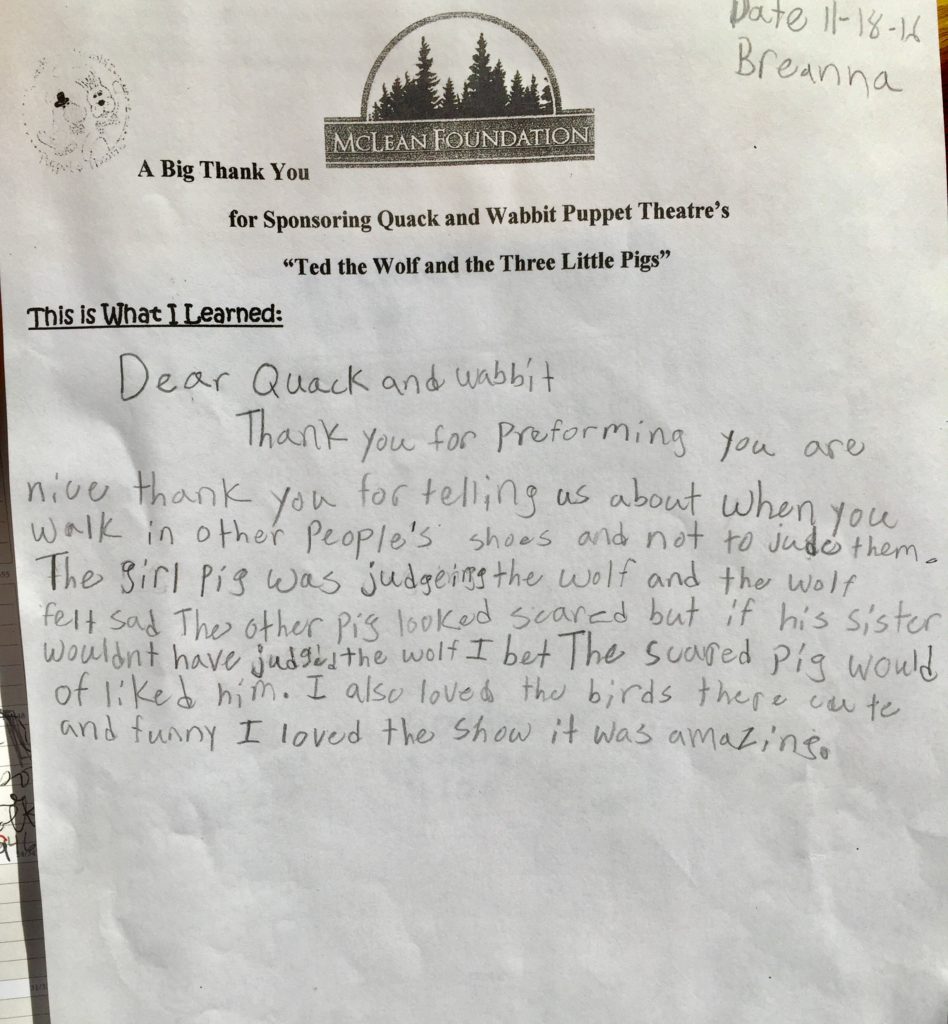 Date 11-18-16
Breanna
McLean Foundation
A Big Thank You
for Sponsoring Quack and Wabbit Puppet Theatre's
“Ted the Wolf and the Three Little Pigs”
This is What I Learned:
Dear Quack and wabbit
Thank you for Preforming you are
nice thank you for telling us about when you
walk in other People's shoes and not to jude them.
The girl pig was judgeing the wolf and the wolf
felt sad The other pig looked scared but if his sister
wouldnt have judged the wolf I bet The scared pig would
of liked him. I also loved the birds there cute
and funny I loved the show it was amazing.